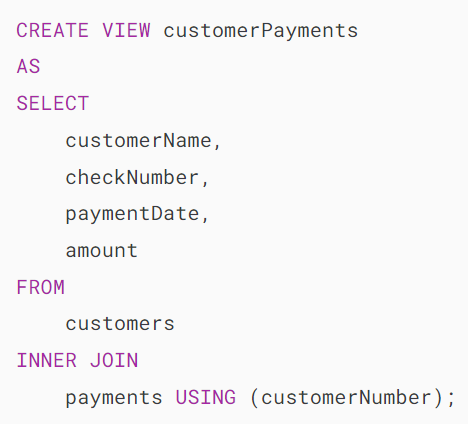 CREATE VIEW customerPayments
AS
SELECT
    customerName,
    checkNumber,
    paymentDate,
    amount
FROM
    customers
INNER JOIN
    payments USING (customerNumber);